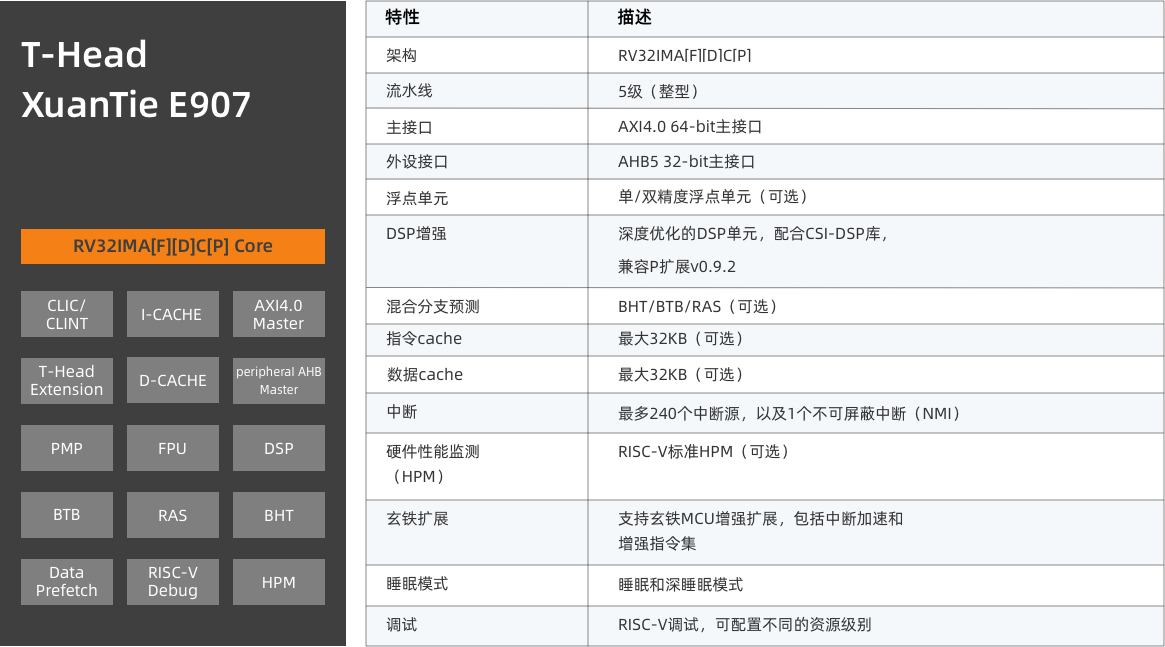 T-Head
XuanTie E907
RV32IMA[F][D]C[P] Core
CLIC/
CLINT
I-CACHE
AXI4.0
Master
T-Head
Extension
D-CACHE
peripheral AHB
Master
PMP
FPU
DSP
BTB
RAS
BHT
Data
Prefetch
RISC-V
Debug
HPM
特性 描述
架构 RV32IMA[F][D]C[P]
流水线 5级（整型）
主接口 AXI4.0 64-bit主接口
外设接口 AHB5 32-bit主接口
浮点单元 单/双精度浮点单元（可选）
DSP增强 深度优化的DSP单元，配合CSI-DSP库，
兼容P扩展v0.9.2
混合分支预测 BHT/BTB/RAS（可选）
指令cache 最大32KB（可选）
数据cache 最大32KB（可选）
中断 最多240个中断源，以及1个不可屏蔽中断（NMI）
硬件性能监测 RISC-V标准HPM（可选）
（HPM）
玄铁扩展 支持玄铁MCU增强扩展，包括中断加速和
增强指令集
睡眠模式 睡眠和深睡眠模式
调试 RISC-V调试，可配置不同的资源级别